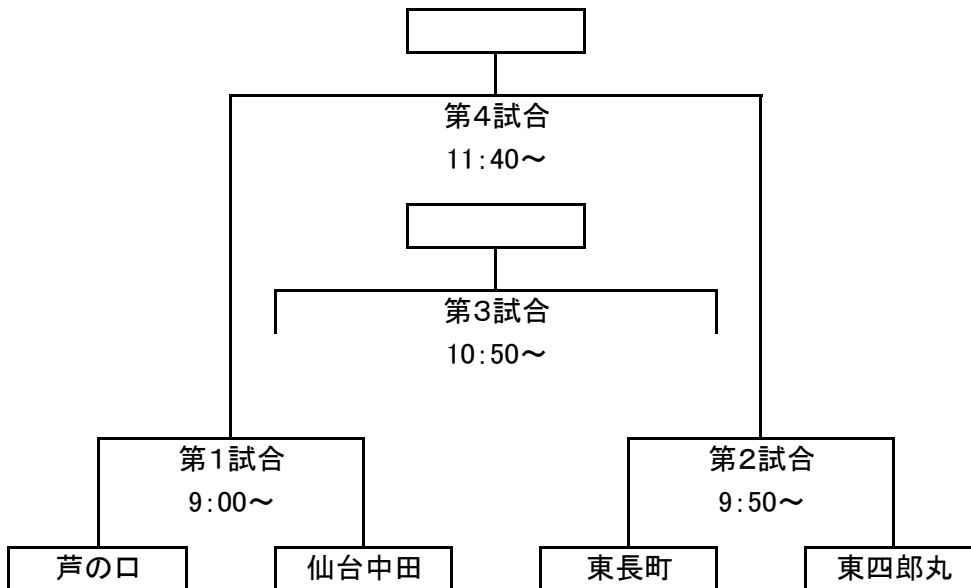 第4試合
11:40～
第3試合
10:50～
第1試合
9:00～
第2試合
9:50～
芦の口
仙台中田
東長町
東四郎丸